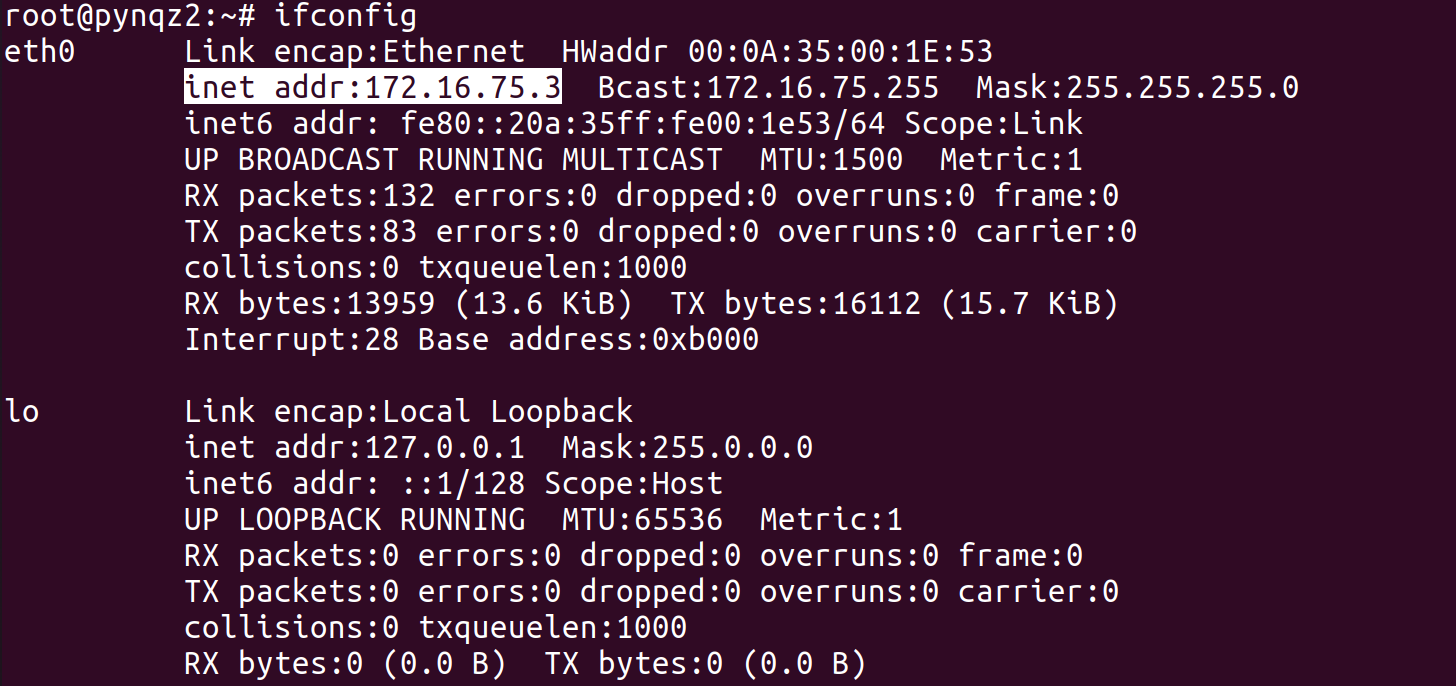 root@pynqz2:~# ifconfig
eth0      Link encap:Ethernet  HWaddr 00:0A:35:00:1E:53
          inet addr:172.16.75.3  Bcast:172.16.75.255  Mask:255.255.255.0
          inet6 addr: fe80::20a:35ff:fe00:1e53/64 Scope:Link
          UP BROADCAST RUNNING MULTICAST  MTU:1500  Metric:1
          RX packets:132 errors:0 dropped:0 overruns:0 frame:0
          TX packets:83 errors:0 dropped:0 overruns:0 carrier:0
          collisions:0 txqueuelen:1000
          RX bytes:13959 (13.6 KiB)  TX bytes:16112 (15.7 KiB)
          Interrupt:28 Base address:0xb000

lo        Link encap:Local Loopback
          inet addr:127.0.0.1  Mask:255.0.0.0
          inet6 addr: ::1/128 Scope:Host
          UP LOOPBACK RUNNING  MTU:65536  Metric:1
          RX packets:0 errors:0 dropped:0 overruns:0 frame:0
          TX packets:0 errors:0 dropped:0 overruns:0 carrier:0
          collisions:0 txqueuelen:1000
          RX bytes:0 (0.0 B)  TX bytes:0 (0.0 B)